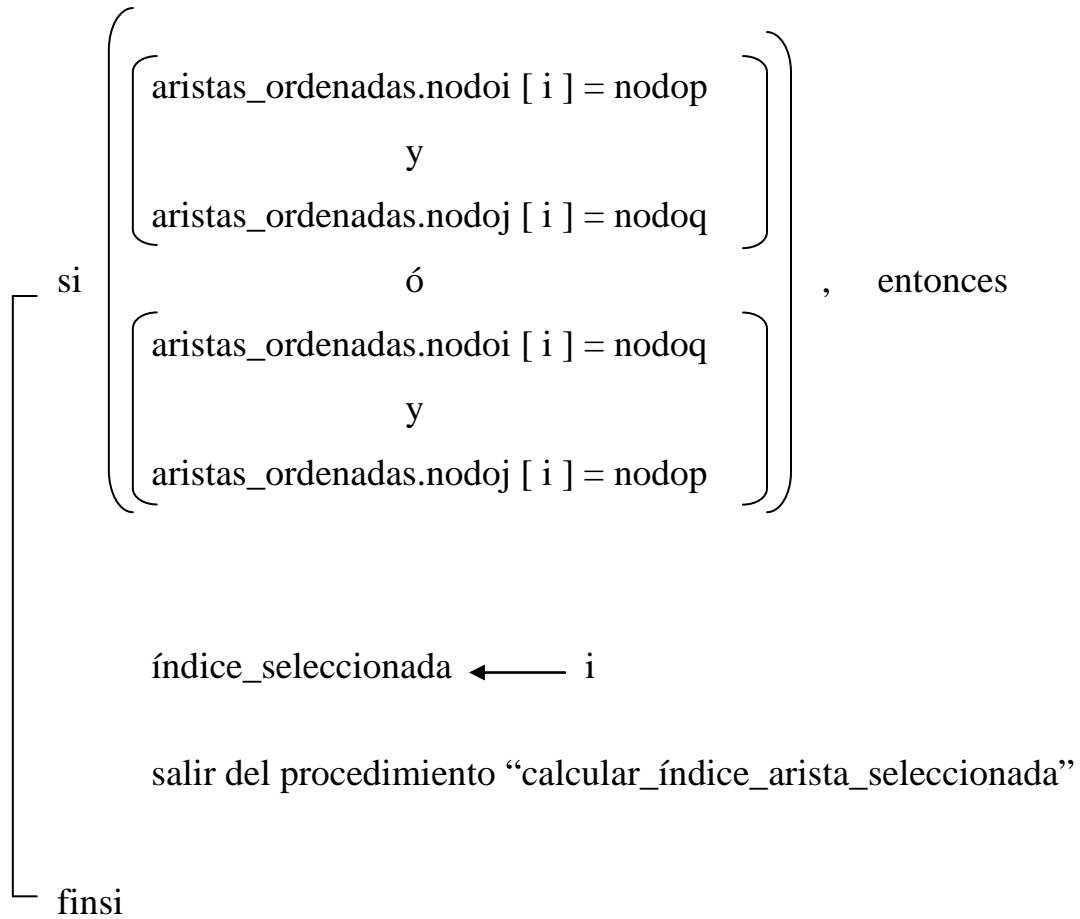 aristas_ordenadas.nodoi [ i ] = nodop
y
aristas_ordenadas.nodoj [ i ] = nodoq
si ó , entonces
aristas_ordenadas.nodoi [ i ] = nodoq
y
aristas_ordenadas.nodoj [ i ] = nodop
índice_seleccionada ← i
salir del procedimiento “calcular_índice_arista_seleccionada”
finsi